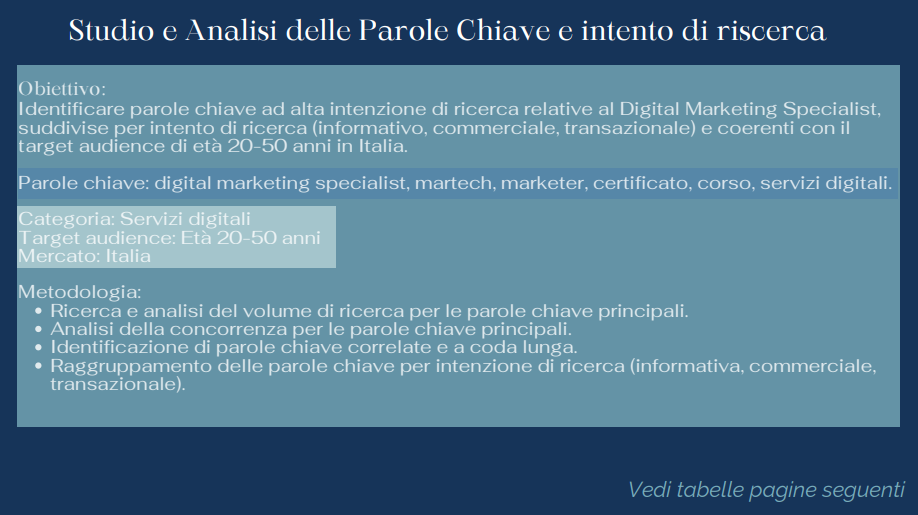 Studio e Analisi delle Parole Chiave e intento di riscerca
Obiettivo:
Identificare parole chiave ad alta intenzione di ricerca relative al Digital Marketing Specialist,
suddivise per intento di ricerca (informativo, commerciale, transazionale) e coerenti con il
target audience di età 20-50 anni in Italia.
Parole chiave: digital marketing specialist, martech, marketer, certificato, corso, servizi digitali.
Categoria: Servizi digitali
Target audience: Età 20-50 anni
Mercato: Italia
Metodologia:
• Ricerca e analisi del volume di ricerca per le parole chiave principali.
• Analisi della concorrenza per le parole chiave principali.
• Identificazione di parole chiave correlate e a coda lunga.
• Raggruppamento delle parole chiave per intenzione di ricerca (informativa, commerciale,
transazionale).
Vedi tabelle pagine seguenti